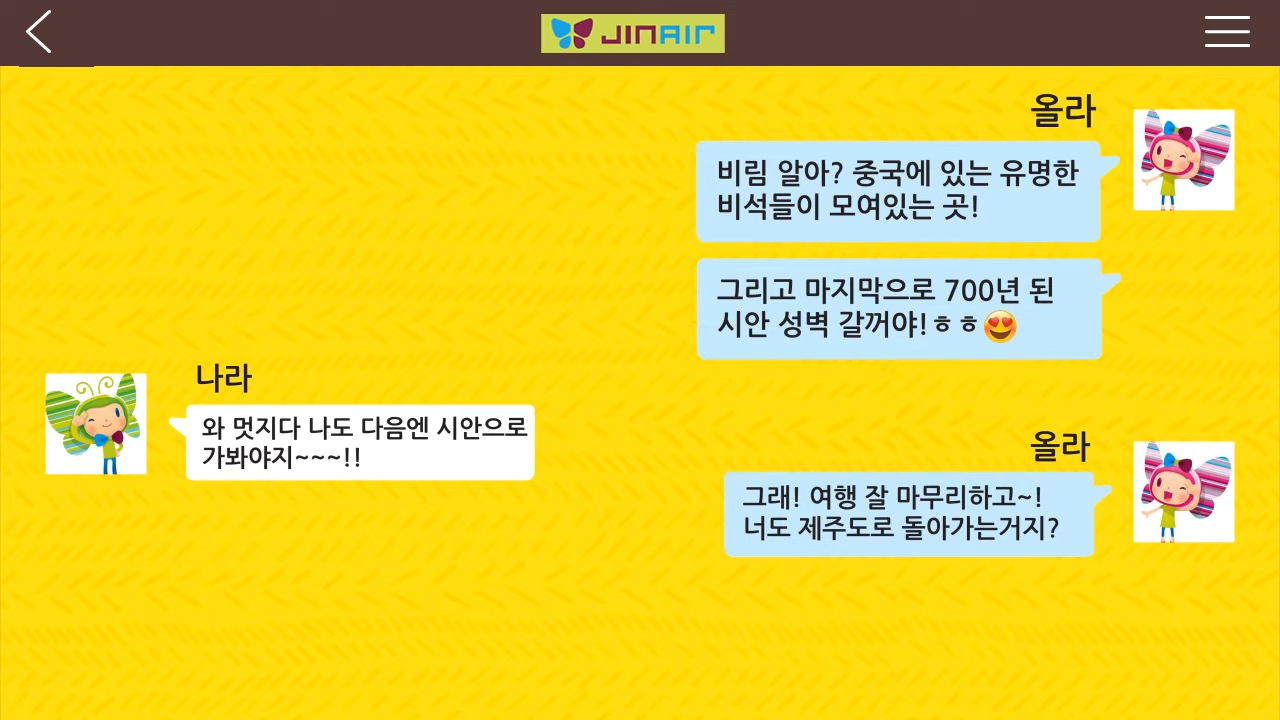 JINAIR
올라
비림 알아? 중국에 있는 유명한
비석들이 모여있는 곳!
그리고 마지막으로 700년 된
시안 성벽 갈꺼야!ㅎㅎ😍
나라
와 멋지다 나도 다음엔 시안으로
가봐야지~~~!!
올라
그래! 여행 잘 마무리하고~!
너도 제주도로 돌아가는거지?